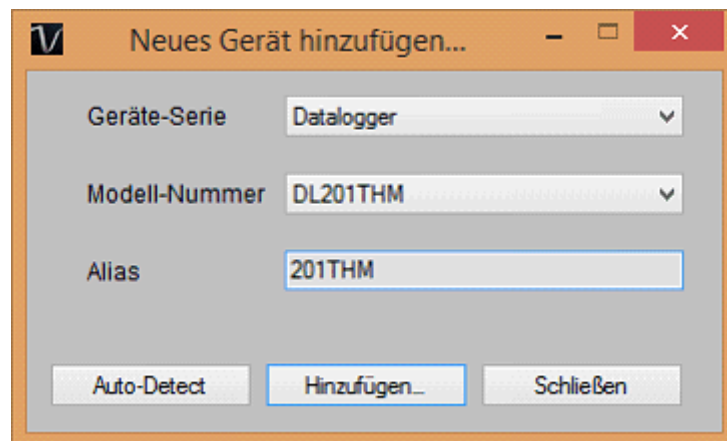 Neues Gerät hinzufügen...
Geräte-Serie Datalogger
Modell-Nummer DL201THM
Alias 201THM
Auto-Detect Hinzufügen... Schließen